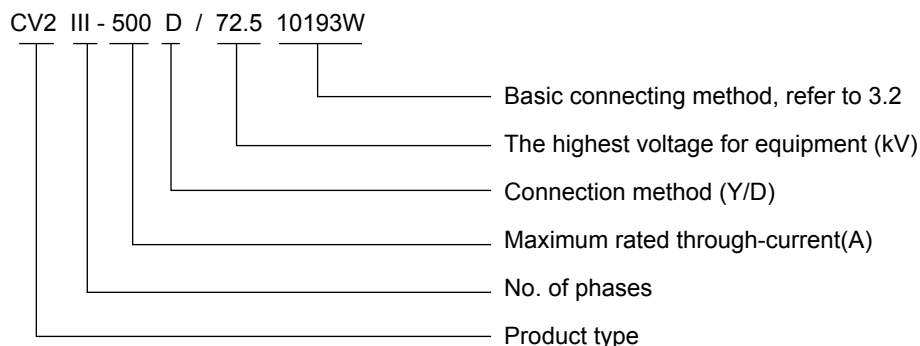 CV2 III - 500 D / 72.5 10193W
Basic connecting method, refer to 3.2
The highest voltage for equipment (kV)
Connection method (Y/D)
Maximum rated through-current(A)
No. of phases
Product type